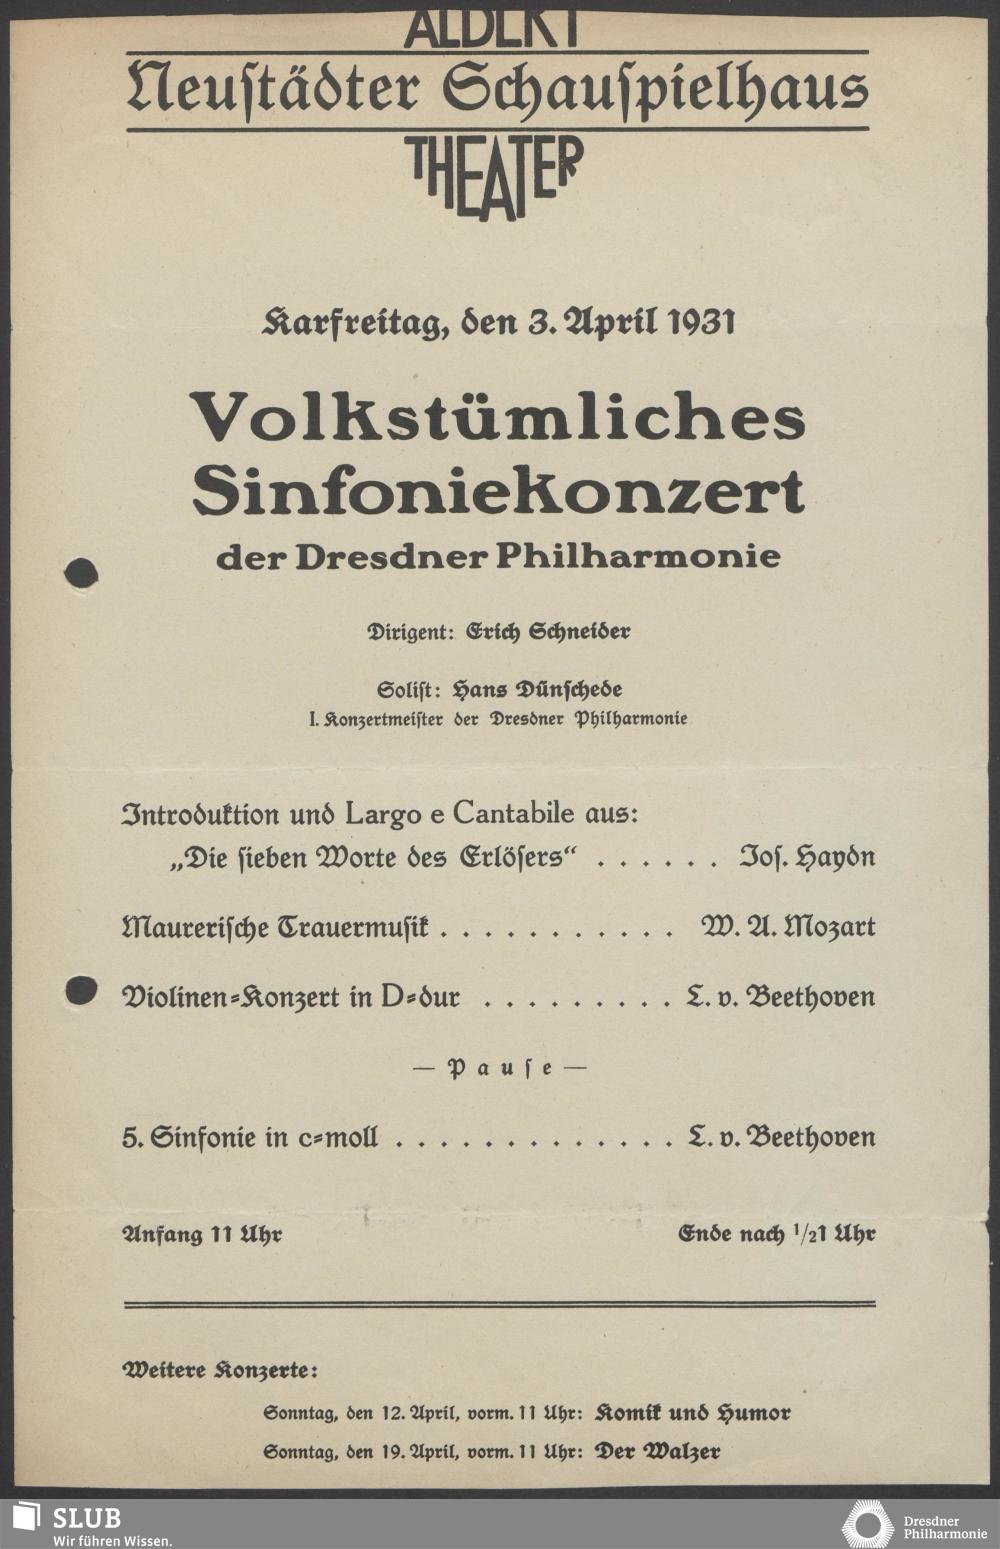 ALBERT
Neustädter Schauspielhaus
THEATER
Karfreitag, den 3. April 1931
Volkstümliches
Sinfoniekonzert
der Dresdner Philharmonie
Dirigent: Erich Schneider
Solist: Hans Dünschede
I. Konzertmeister der Dresdner Philharmonie
Introduktion und Largo e Cantabile aus:
„Die sieben Worte des Erlösers“ . . . . . . Jos. Haydn
Maurerische Trauermusik . . . . . . . . . . . W. A. Mozart
Violinen-Konzert in D-dur . . . . . . . . . L. v. Beethoven
— Pause —
5. Sinfonie in c-moll . . . . . . . . . . . . . L. v. Beethoven
Anfang 11 Uhr Ende nach 1/21 Uhr
Weitere Konzerte:
Sonntag, den 12. April, vorm. 11 Uhr: Komik und Humor
Sonntag, den 19. April, vorm. 11 Uhr: Der Walzer
SLUB
Wir führen Wissen.
Dresdner
Philharmonie